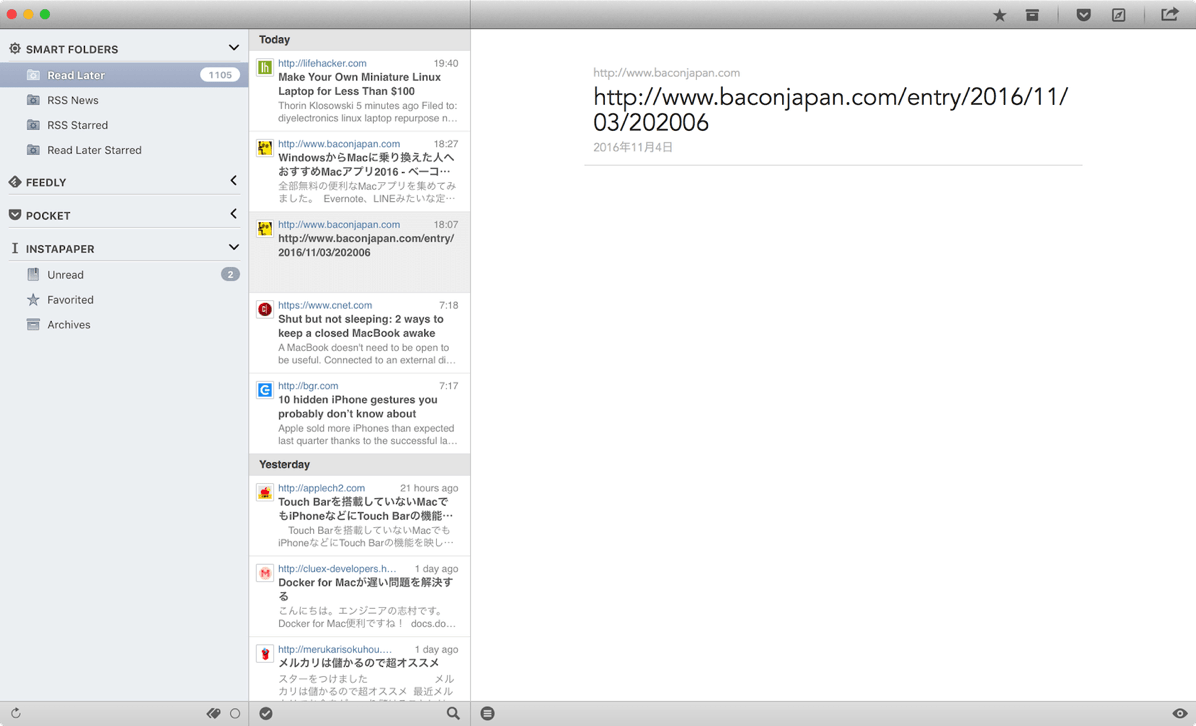 SMART FOLDERS
Read Later
1105
RSS News
RSS Starred
Read Later Starred
FEEDLY
POCKET
INSTAPAPER
Unread
2
Favorited
Archives
Today
http://lifehacker.com 19:40
Make Your Own Miniature Linux
Laptop for Less Than $100
Thorin Klosowski 5 minutes ago Filed to:
diyelectronics linux laptop repurpose n...
http://www.baconjapan.com 18:27
WindowsからMacに乗り換えた人へ
おすすめMacアプリ2016 - ベーコ…
全部無料の便利なMacアプリを集めてみ
ました。 Evernote、LINEみたいな定…
http://www.baconjapan.com 18:07
http://www.baconjapan.com/entry/
2016/11/03/202006
https://www.cnet.com 7:18
Shut but not sleeping: 2 ways to
keep a closed MacBook awake
A MacBook doesn't need to be open to
be useful. Connected to an external di...
http://bgr.com 7:17
10 hidden iPhone gestures you
probably don’t know about
Apple sold more iPhones than expected
last quarter thanks to the successful la...
Yesterday
http://applech2.com 21 hours ago
Touch Barを搭載していないMacで
もiPhoneなどにTouch Barの機能…
Touch Barを搭載していないMacでも
iPhoneなどにTouch Barの機能を映し…
http://cluex-developers.h... 1 day ago
Docker for Macが遅い問題を解決す
る
こんにちは。エンジニアの志村です。
Docker for Mac便利ですね！ docs.do...
http://merukarisokuhou.... 1 day ago
メルカリは儲かるので超オススメ
スターをつけました メル
カリは儲かるので超オススメ 最近メル
http://www.baconjapan.com
http://www.baconjapan.com/entry/2016/11/
03/202006
2016年11月4日